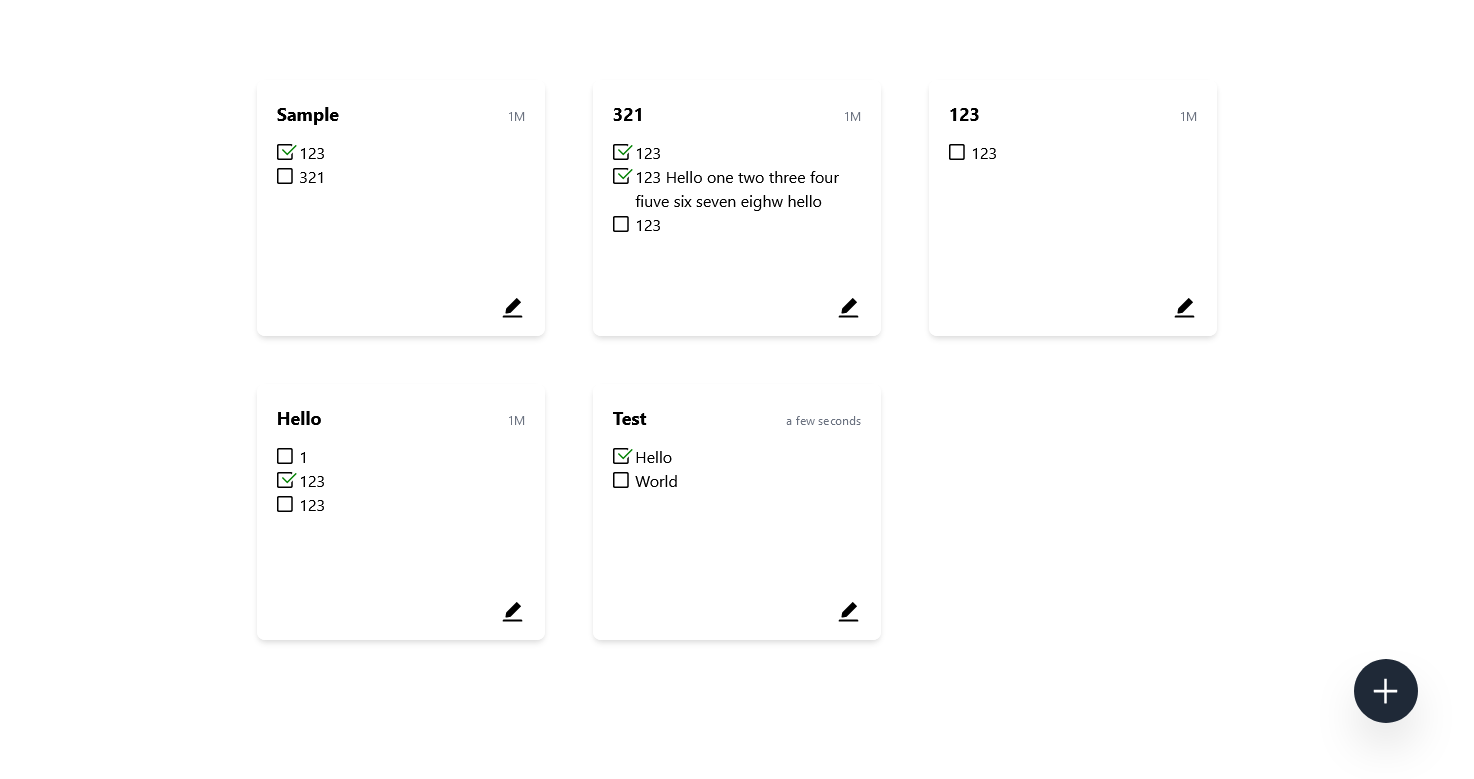 Sample 1M
123
321
321 1M
123
123 Hello one two three four
fiuve six seven eighw hello
123
123 1M
123
Hello 1M
1
123
123
Test a few seconds
Hello
World